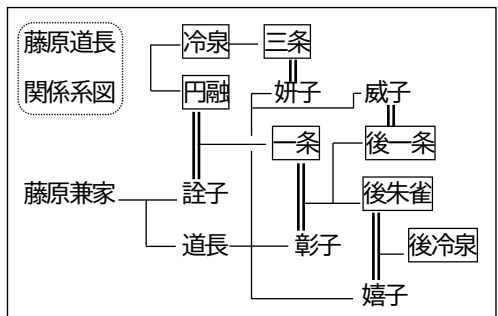 藤原道長
関係系図
冷泉
三条
円融
妍子
威子
一条
後一条
藤原兼家
詮子
後朱雀
道長
彰子
後冷泉
嬉子